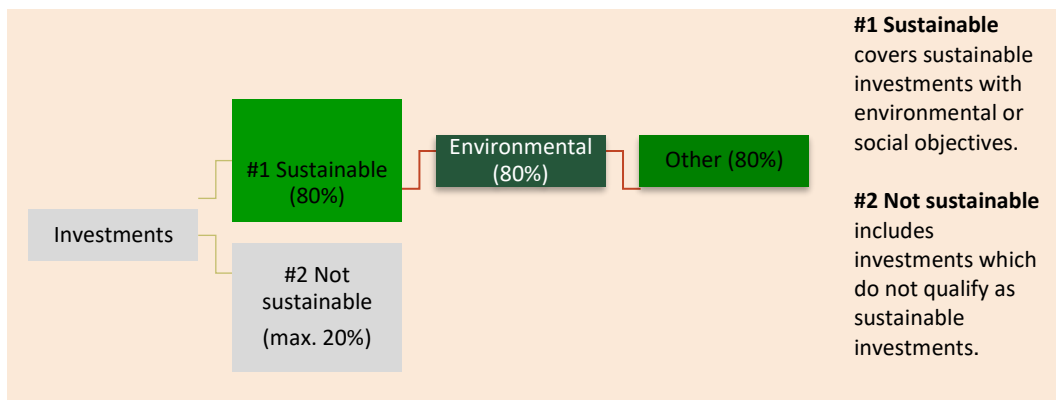 Investments
#1 Sustainable
(80%)
#2 Not
sustainable
(max. 20%)
Environmental
(80%)
Other (80%)
#1 Sustainable
covers sustainable
investments with
environmental or
social objectives.
#2 Not sustainable
includes
investments which
do not qualify as
sustainable
investments.